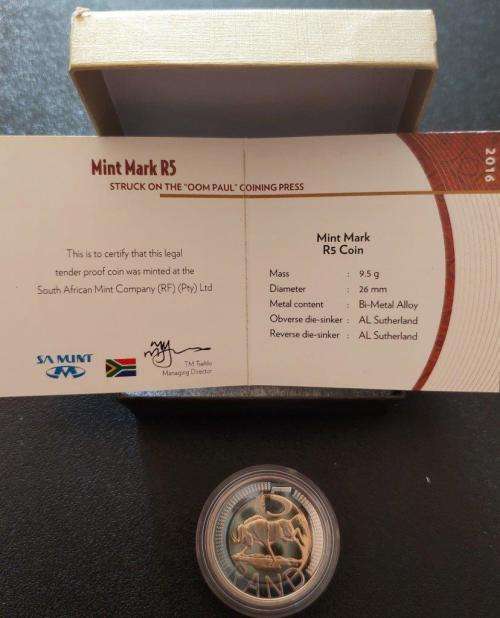 Mint Mark R5
STRUCK ON THE "OOM PAUL" COINING PRESS
This is to certify that this legal
tender proof coin was minted at the
South African Mint Company (RF) (Pty) Ltd
SA MINT
TM Tsehlo
Managing Director
2016
Mint Mark
R5 Coin
Mass : 9.5 g
Diameter : 26 mm
Metal content : Bi-Metal Alloy
Obverse die-sinker : AL Sutherland
Reverse die-sinker : AL Sutherland
5
RAND